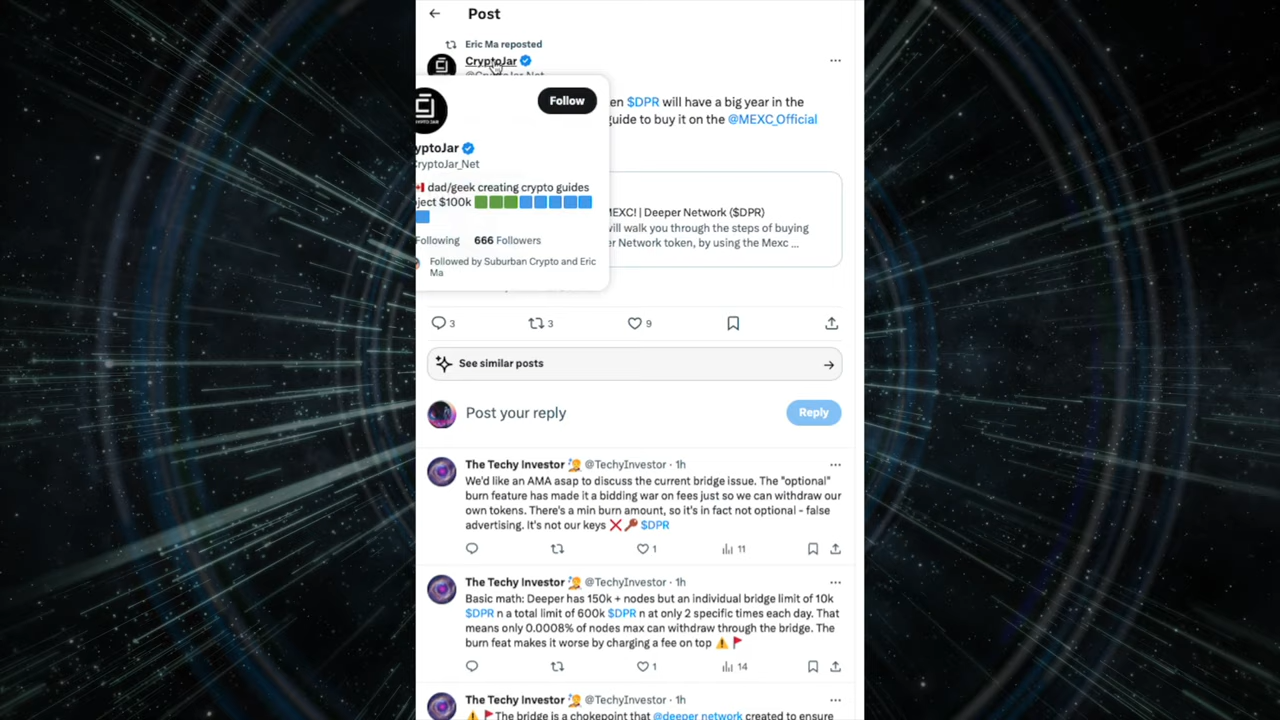 Post
Eric Ma reposted
CryptoJar
en $DPR will have a big year in the
guide to buy it on the @MEXC_Official
Follow
yptoJar
CryptoJar_Net
dad/geek creating crypto guides
ject $100k
Following 666 Followers
Followed by Suburban Crypto and Eric
Ma
MEXC! | Deeper Network ($DPR)
will walk you through the steps of buying
er Network token, by using the Mexc ...
3 3 9
See similar posts
Post your reply
Reply
The Techy Investor @TechyInvestor · 1h
We'd like an AMA asap to discuss the current bridge issue. The "optional"
burn feature has made it a bidding war on fees just so we can withdraw our
own tokens. There's a min burn amount, so it's in fact not optional - false
advertising. It's not our keys ❌ 🔑 $DPR
1 11
The Techy Investor @TechyInvestor · 1h
Basic math: Deeper has 150k + nodes but an individual bridge limit of 10k
$DPR n a total limit of 600k $DPR n at only 2 specific times each day. That
means only 0.0008% of nodes max can withdraw through the bridge. The
burn feat makes it worse by charging a fee on top ⚠️ 🚩
1 14
The Techy Investor @TechyInvestor · 1h
⚠️ 🚩The bridge is a chokepoint that @deeper_network created to ensure